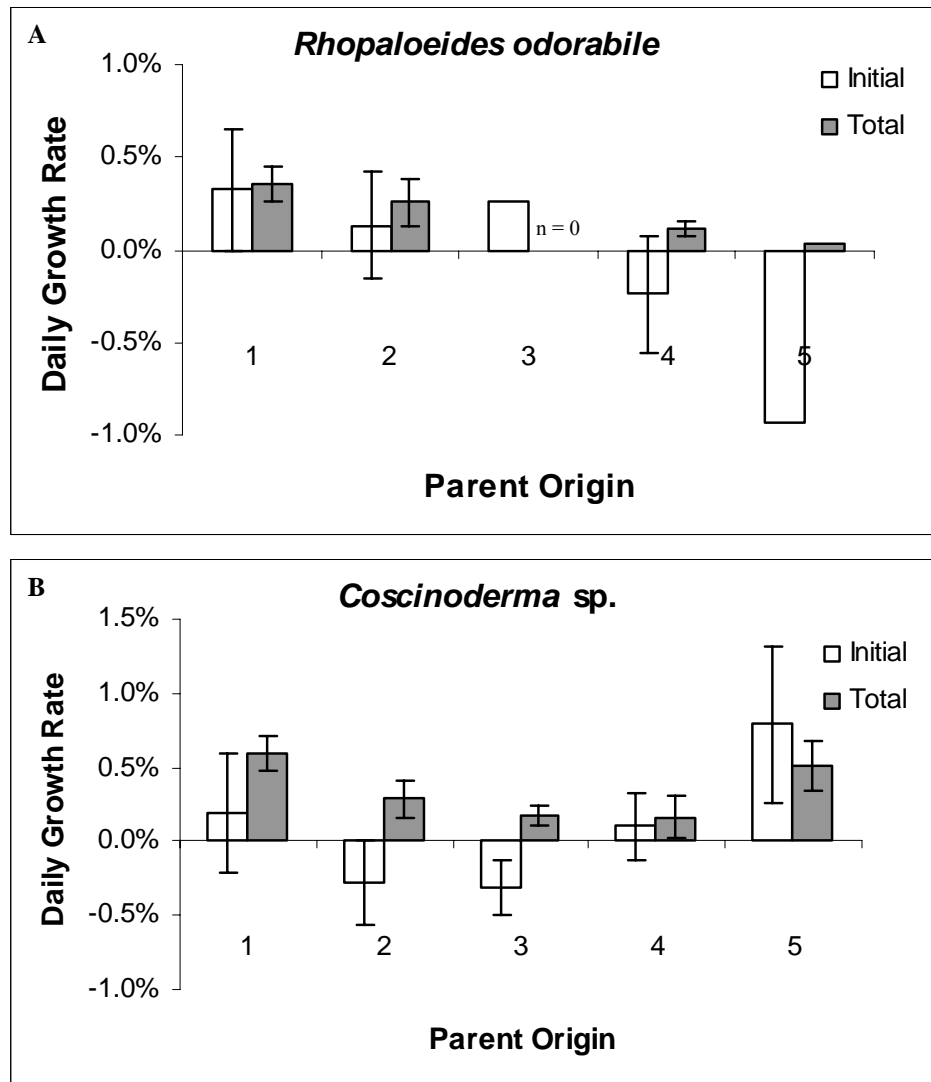 A
Rhopaloeides odorabile
1.0%
0.5%
0.0%
-0.5%
-1.0%
Daily Growth Rate
Initial
Total
n = 0
1 2 3 4 5
Parent Origin
B
Coscinoderma sp.
1.5%
1.0%
0.5%
0.0%
-0.5%
-1.0%
Daily Growth Rate
Initial
Total
1 2 3 4 5
Parent Origin